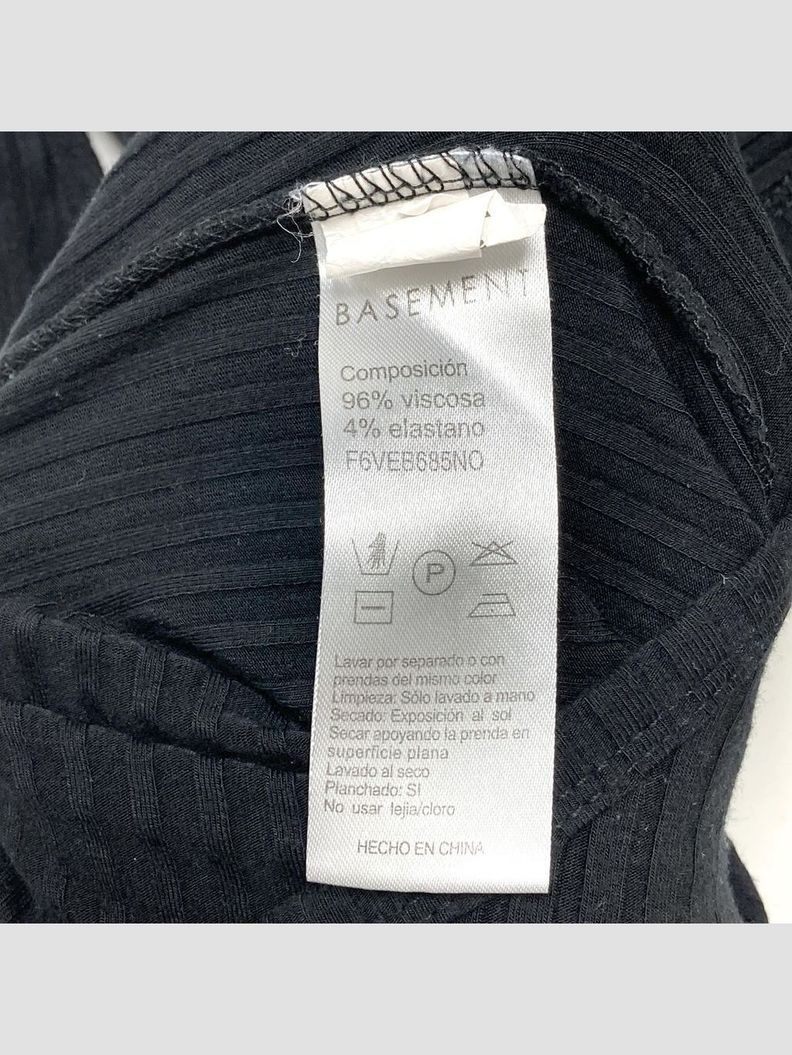 BASEMENT
Composición
96% viscosa
4% elastano
F6VEB685NO
P
Lavar por separado o con
prendas del mismo color
Limpieza: Sólo lavado a mano
Secado: Exposición al sol
Secar apoyando la prenda en
superficie plana
Lavado al seco
Planchado: SI
No usar lejia/cloro
HECHO EN CHINA